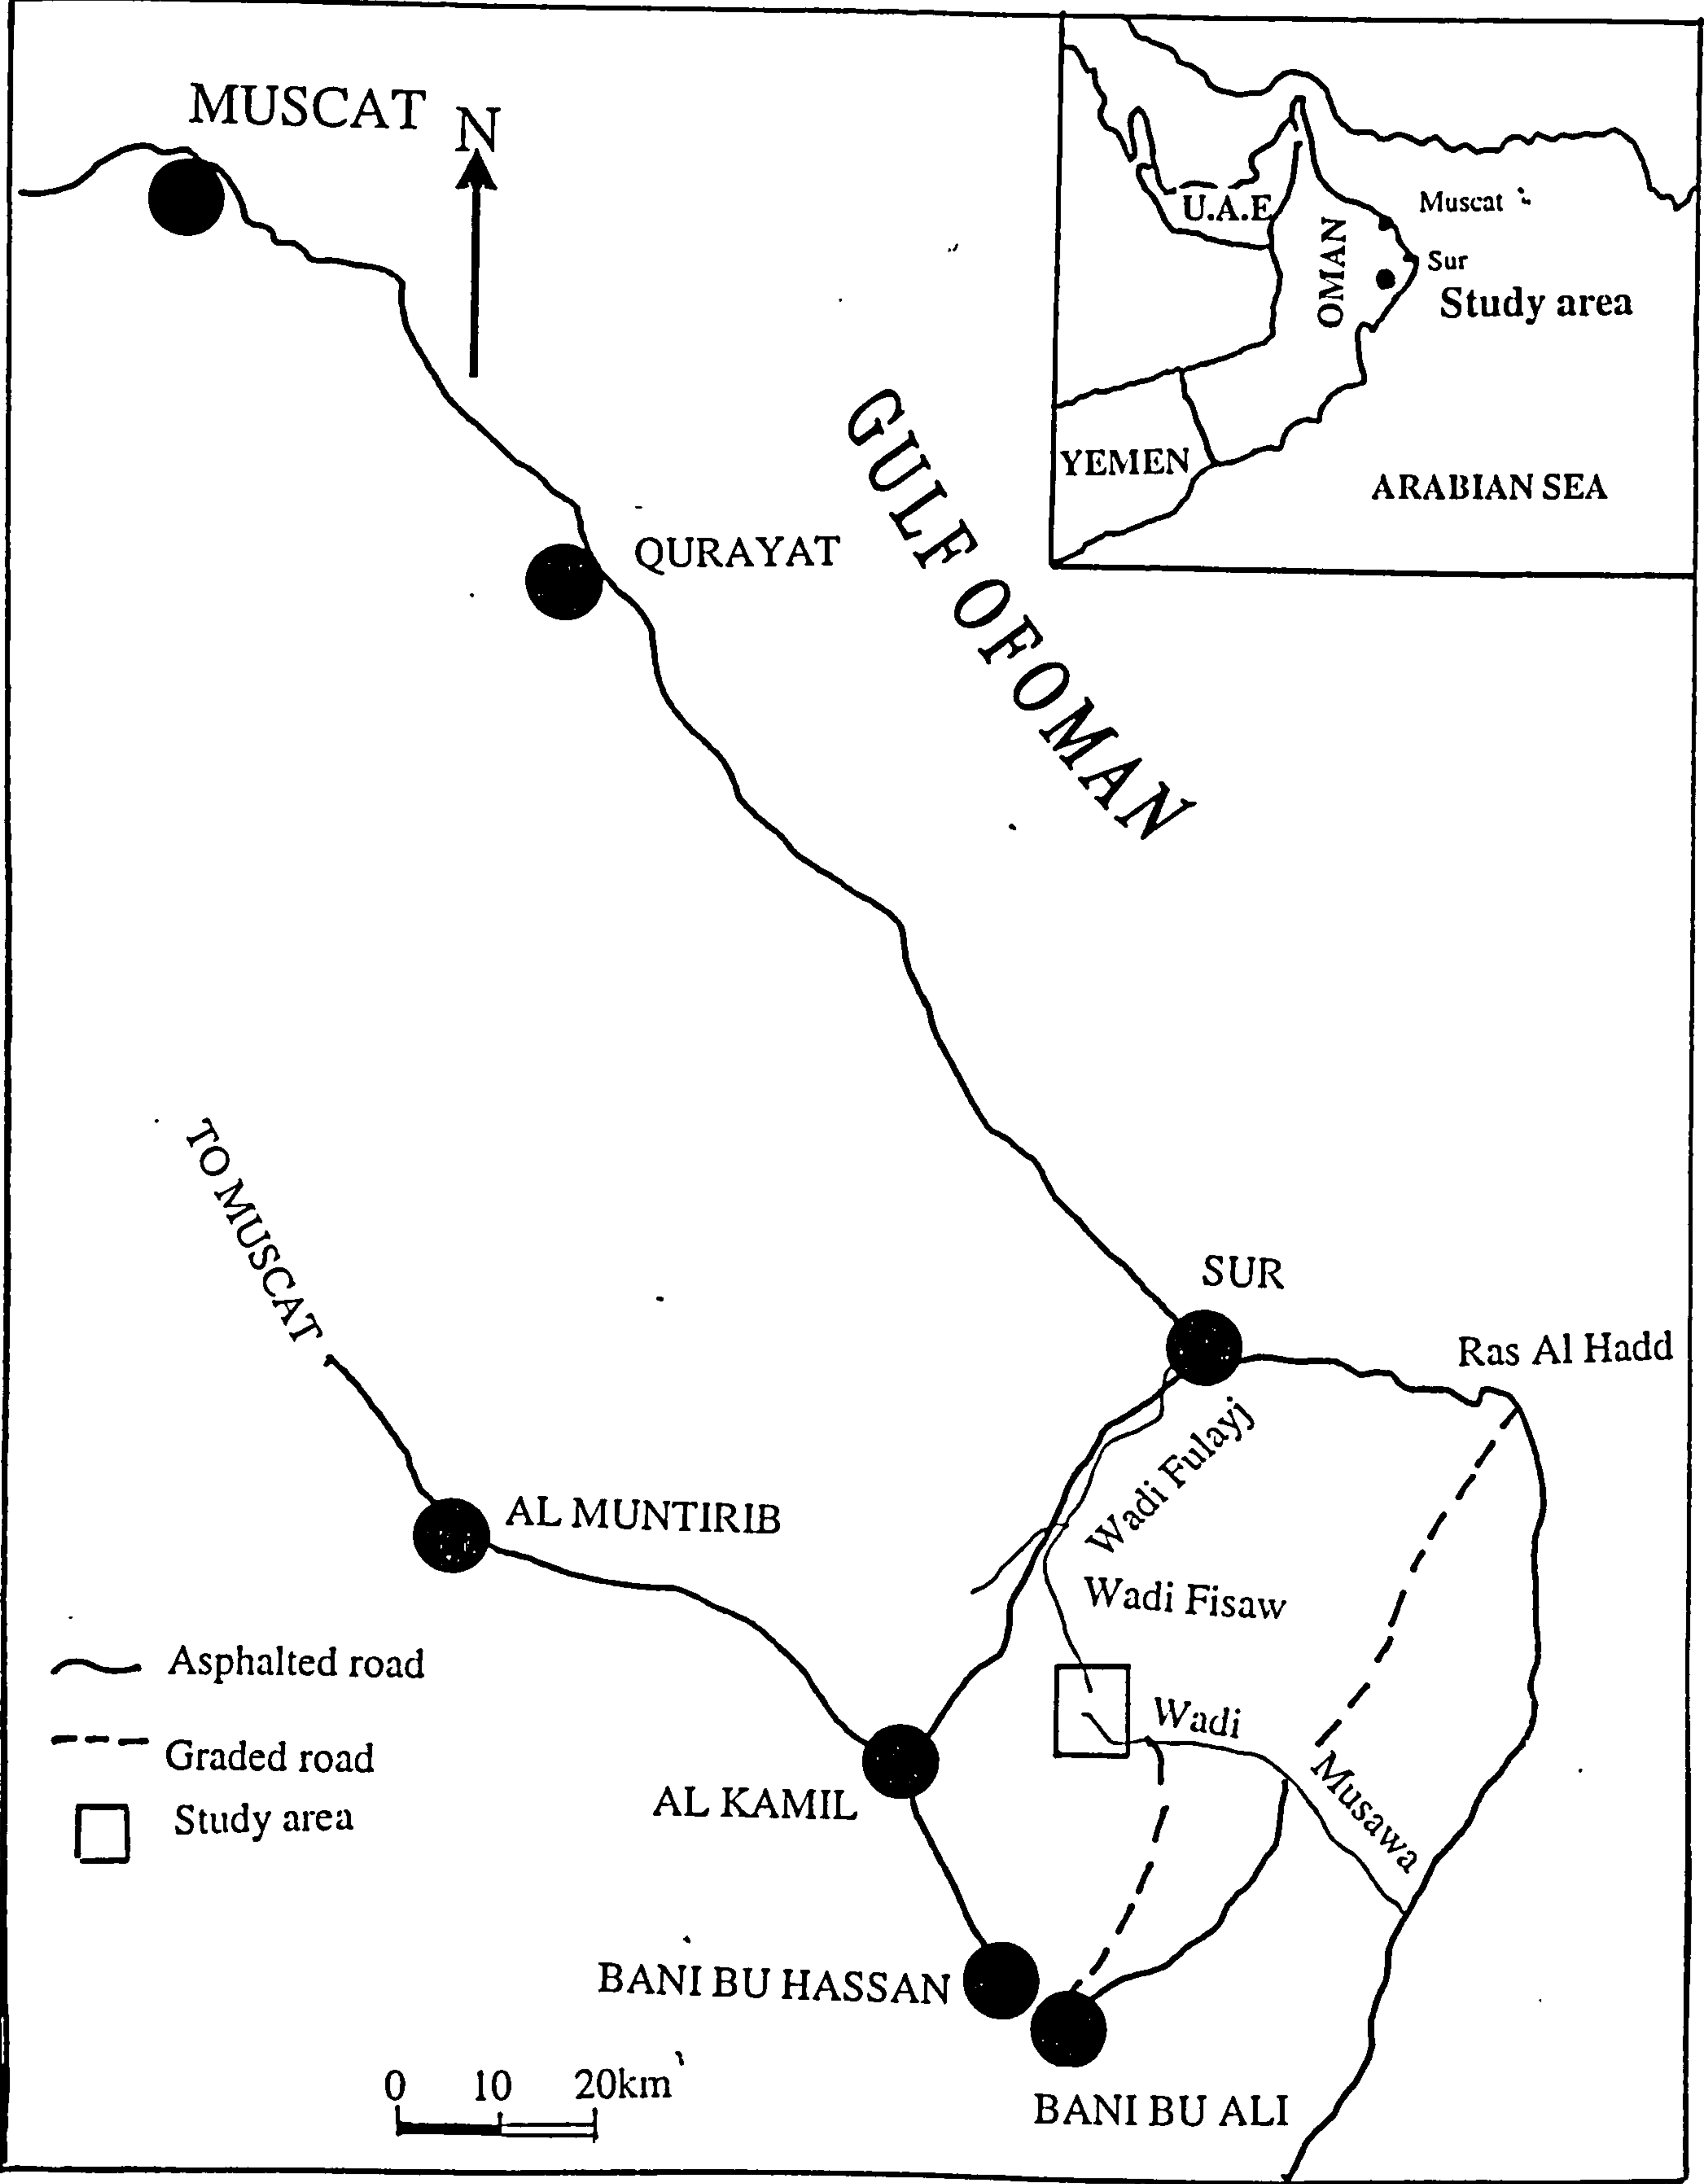 MUSCAT
N
U.A.E
Muscat
OMAN
Sur
Study area
YEMEN
ARABIAN SEA
GULF OF OMAN
QURAYAT
TO MUSCAT
SUR
Ras Al Hadd
Wadi Fulayj
AL MUNTIRIB
Wadi Fisaw
Asphalted road
Wadi
Musawa
Graded road
AL KAMIL
Study area
BANI BU HASSAN
0 10 20km
BANI BU ALI